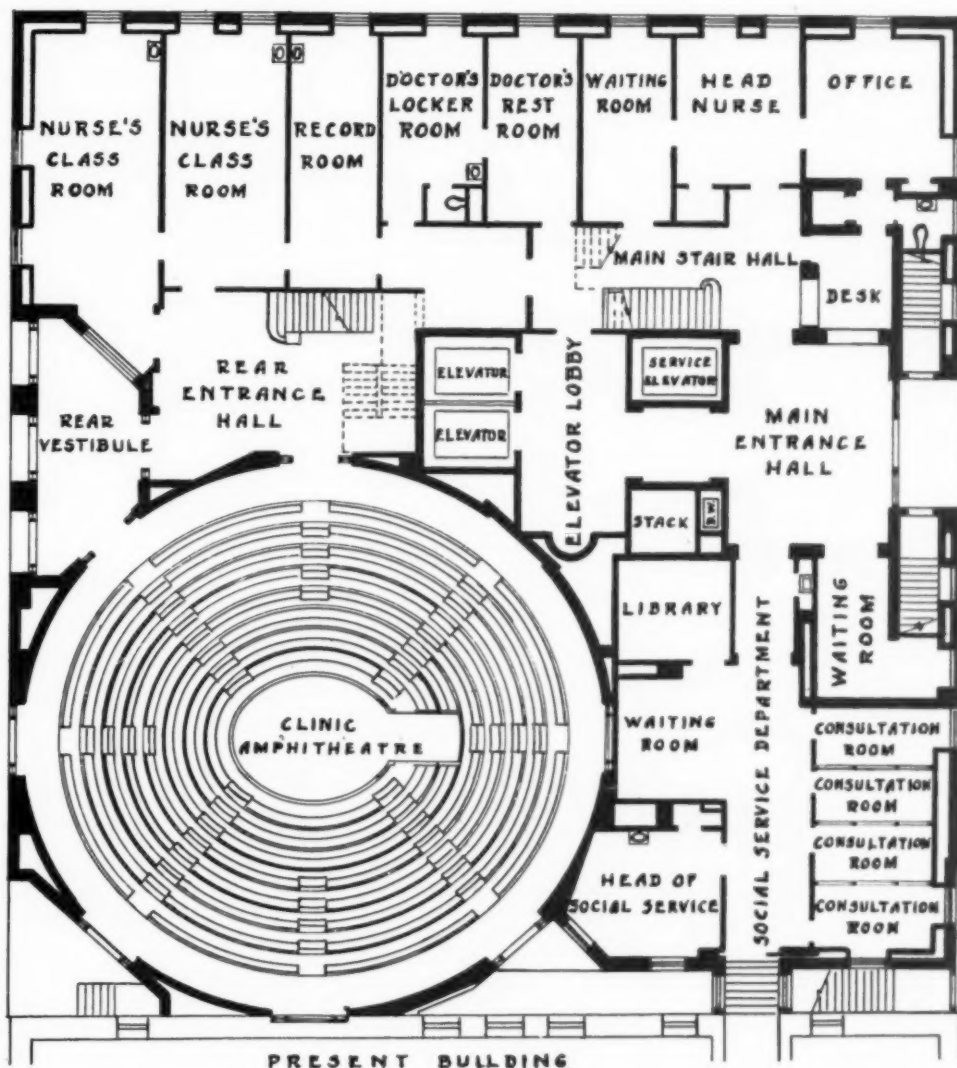 NURSE'S
CLASS
ROOM
NURSE'S
CLASS
ROOM
RECORD
ROOM
DOCTOR'S
LOCKER
ROOM
DOCTOR'S
REST
ROOM
WAITING
ROOM
HEAD
NURSE
OFFICE
MAIN STAIR HALL
DESK
REAR
ENTRANCE
HALL
REAR
VESTIBULE
ELEVATOR
ELEVATOR
ELEVATOR LOBBY
SERVICE
ELEVATOR
MAIN
ENTRANCE
HALL
STACK
D.W.
LIBRARY
WAITING
ROOM
WAITING
ROOM
SOCIAL SERVICE DEPARTMENT
CLINIC
AMPHITHEATRE
CONSULTATION
ROOM
CONSULTATION
ROOM
CONSULTATION
ROOM
CONSULTATION
ROOM
HEAD OF
SOCIAL SERVICE
PRESENT BUILDING